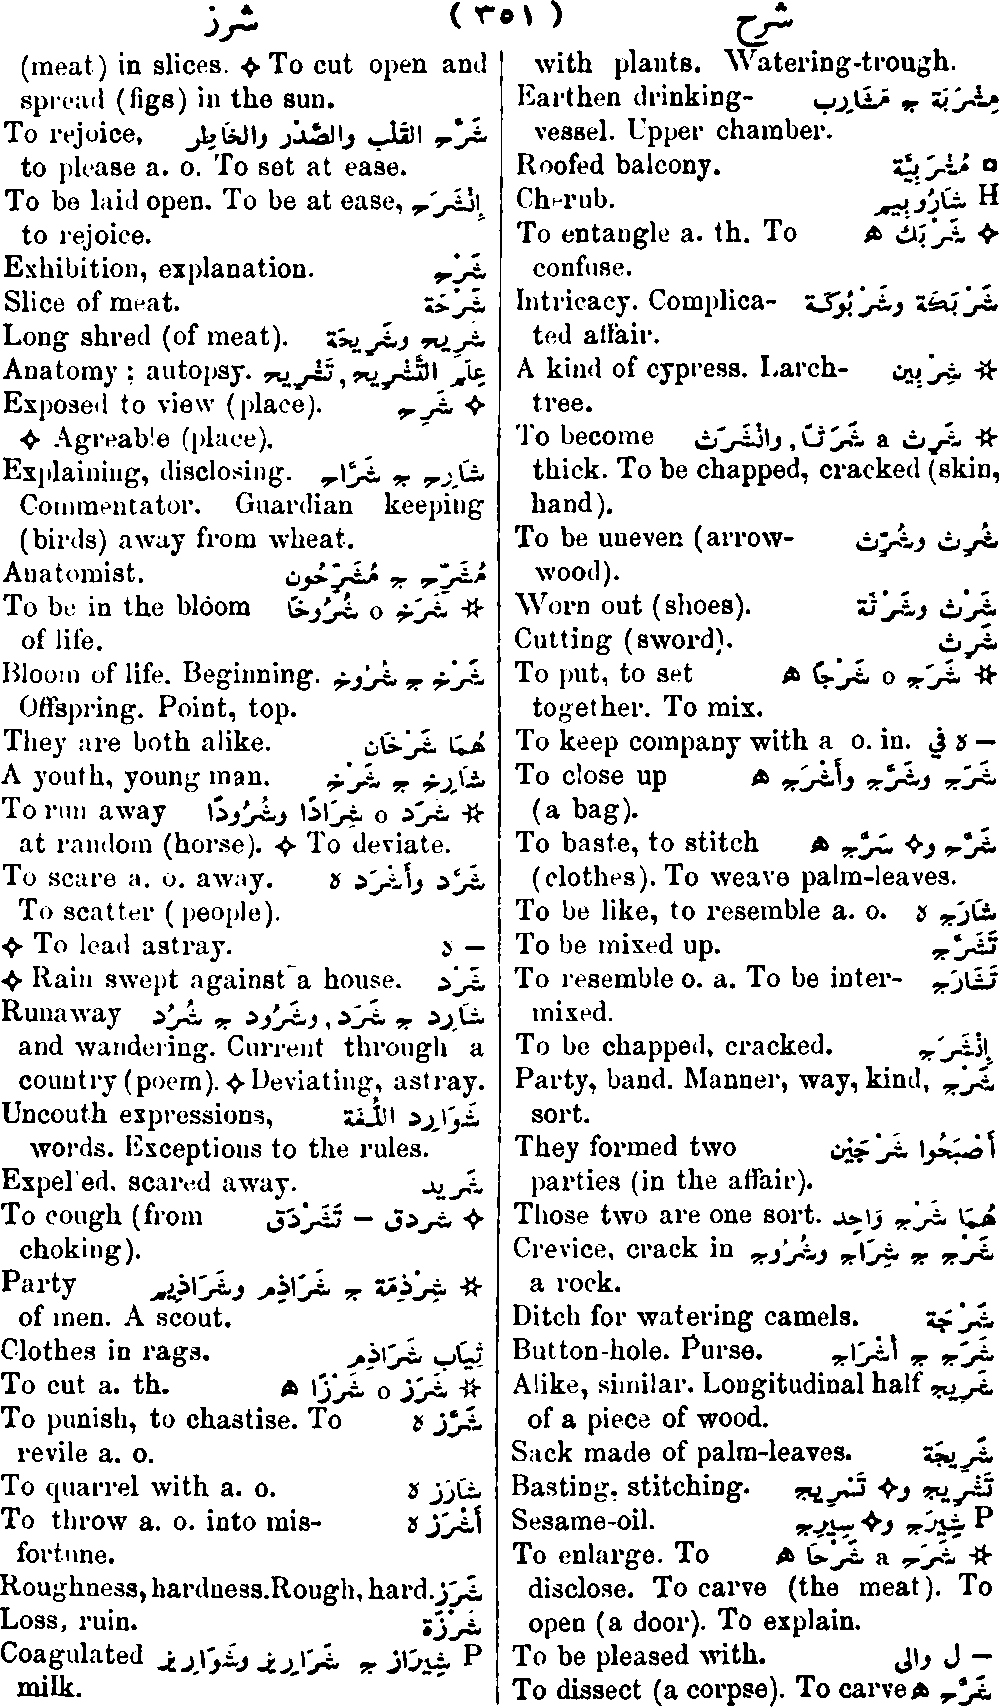 شرح ( ٣٥١ ) شرز
with plants. Watering-trough.
Earthen drinking- مِشْرَبَة ج مَشَارِب
vessel. Upper chamber.
Roofed balcony. مُشْرَبِيَّة ¤
Cherub. شَارُوبِيم H
To entangle a. th. To شَرْبَك ه ❖
confuse.
Intricacy. Complica- شَرْبَكَة وشَرْبُوكَة
ted affair.
A kind of cypress. Larch- شِرْبِين ☆
tree.
To become شَرِث a شَرَثًا, وانْشَرَث ☆
thick. To be chapped, cracked (skin,
hand).
To be uneven (arrow- شَرِث وشُرِّث
wood).
Worn out (shoes). شَرْث وشَرْثَة
Cutting (sword). شَرِث
To put, to set شَرَج o شَرْجًا ه ☆
together. To mix.
To keep company with a o. in. — ه في
To close up شَرَج وشَرَّج وأَشْرَج ه
(a bag).
To baste, to stitch شَرَّج و❖ سَرَّج ه
(clothes). To weave palm-leaves.
To be like, to resemble a. o. شَارَج ه
To be mixed up. تَشَرَّج
To resemble o. a. To be inter- تَشَارَج
mixed.
To be chapped, cracked. إِنْشَرَج
Party, band. Manner, way, kind, شَرْج
sort.
They formed two أَصْبَحُوا شَرْجَيْن
parties (in the affair).
Those two are one sort. هُمَا شَرْج وَاحِد
Crevice, crack in شَرْج ج شِرَاج وشُرُوج
a rock.
Ditch for watering camels. شَرْجَة
Button-hole. Purse. شَرَج ج أَشْرَاج
Alike, similar. Longitudinal half شَرِيج
of a piece of wood.
Sack made of palm-leaves. شَرِيجَة
Basting, stitching. تَشْرِيج و❖ تَسْرِيج
Sesame-oil. شِيرَج و❖ سِيرِج P
To enlarge. To شَرَح a شَرْحًا ه ☆
disclose. To carve (the meat). To
open (a door). To explain.
To be pleased with. — ل والى
To dissect (a corpse). To carve شَرَّح ه
(meat) in slices. ❖ To cut open and
spread (figs) in the sun.
To rejoice, شَرَّح القَلْب والصَّدْر والخَاطِر
to please a. o. To set at ease.
To be laid open. To be at ease, إِنْشَرَح
to rejoice.
Exhibition, explanation. شَرْح
Slice of meat. شَرْحَة
Long shred (of meat). شَرِيح وشَرِيحَة
Anatomy; autopsy. عِلْم التَّشْرِيح, تَشْرِيح
Exposed to view (place). شَرِح ❖
❖ Agreable (place).
Explaining, disclosing. شَارِح ج شُرَّاح
Commentator. Guardian keeping
(birds) away from wheat.
Anatomist. مُشَرِّح ج مُشَرِّحُون
To be in the bloom شَرَخ o شُرُوخًا ☆
of life.
Bloom of life. Beginning. شَرْخ ج شُرُوخ
Offspring. Point, top.
They are both alike. هُمَا شَرْخَان
A youth, young man. شَارِخ ج شَرْخ
To run away شَرَد o شِرَادًا وشُرُودًا ☆
at random (horse). ❖ To deviate.
To scare a. o. away. شَرَّد وأَشْرَد ه
To scatter (people).
❖ To lead astray. — ه
❖ Rain swept against a house. شَرْد
Runaway شَارِد ج شَرَد, وشَرُود ج شُرُد
and wandering. Current through a
country (poem). ❖ Deviating, astray.
Uncouth expressions, شَوَارِد اللُّغَة
words. Exceptions to the rules.
Expelled, scared away. شَرِيد
To cough (from شردق — تَشَرْدَق ❖
choking).
Party شِرْذِمَة ج شَرَاذِم وشَرَاذِيم ☆
of men. A scout.
Clothes in rags. ثِيَاب شَرَاذِم
To cut a. th. شَرَز o شَرْزًا ه ☆
To punish, to chastise. To شَرَّز ه
revile a. o.
To quarrel with a. o. شَارَز ه
To throw a. o. into mis- أَشْرَز ه
fortune.
Roughness, hardness. Rough, hard. شَرَز
Loss, ruin. شَرْزَة
Coagulated شِيرَاز ج شَرَارِيز وشَوَارِيز P
milk.